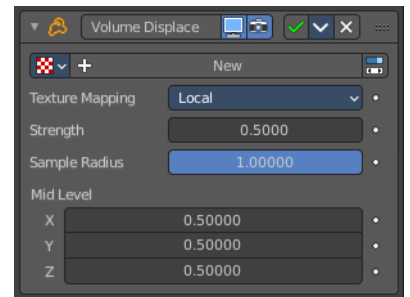 Volume Displace
New
Texture Mapping Local
Strength 0.5000
Sample Radius 1.00000
Mid Level
X 0.50000
Y 0.50000
Z 0.50000